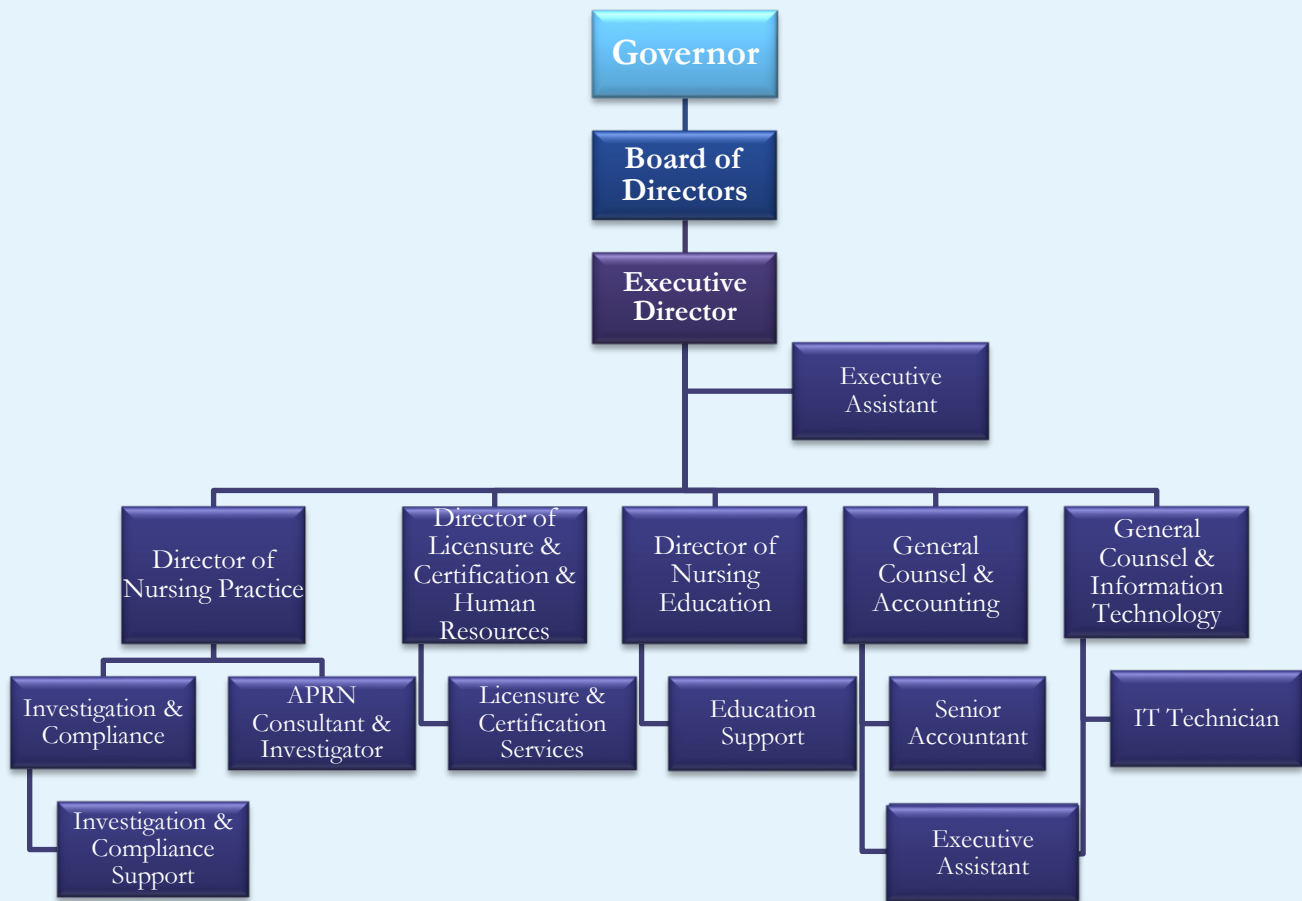 Governor
Board of
Directors
Executive
Director
Executive
Assistant
Director of
Nursing Practice
Director of
Licensure &
Certification &
Human
Resources
Director of
Nursing
Education
General
Counsel &
Accounting
General
Counsel &
Information
Technology
Investigation &
Compliance
APRN
Consultant &
Investigator
Licensure &
Certification
Services
Education
Support
Senior
Accountant
IT Technician
Investigation &
Compliance
Support
Executive
Assistant